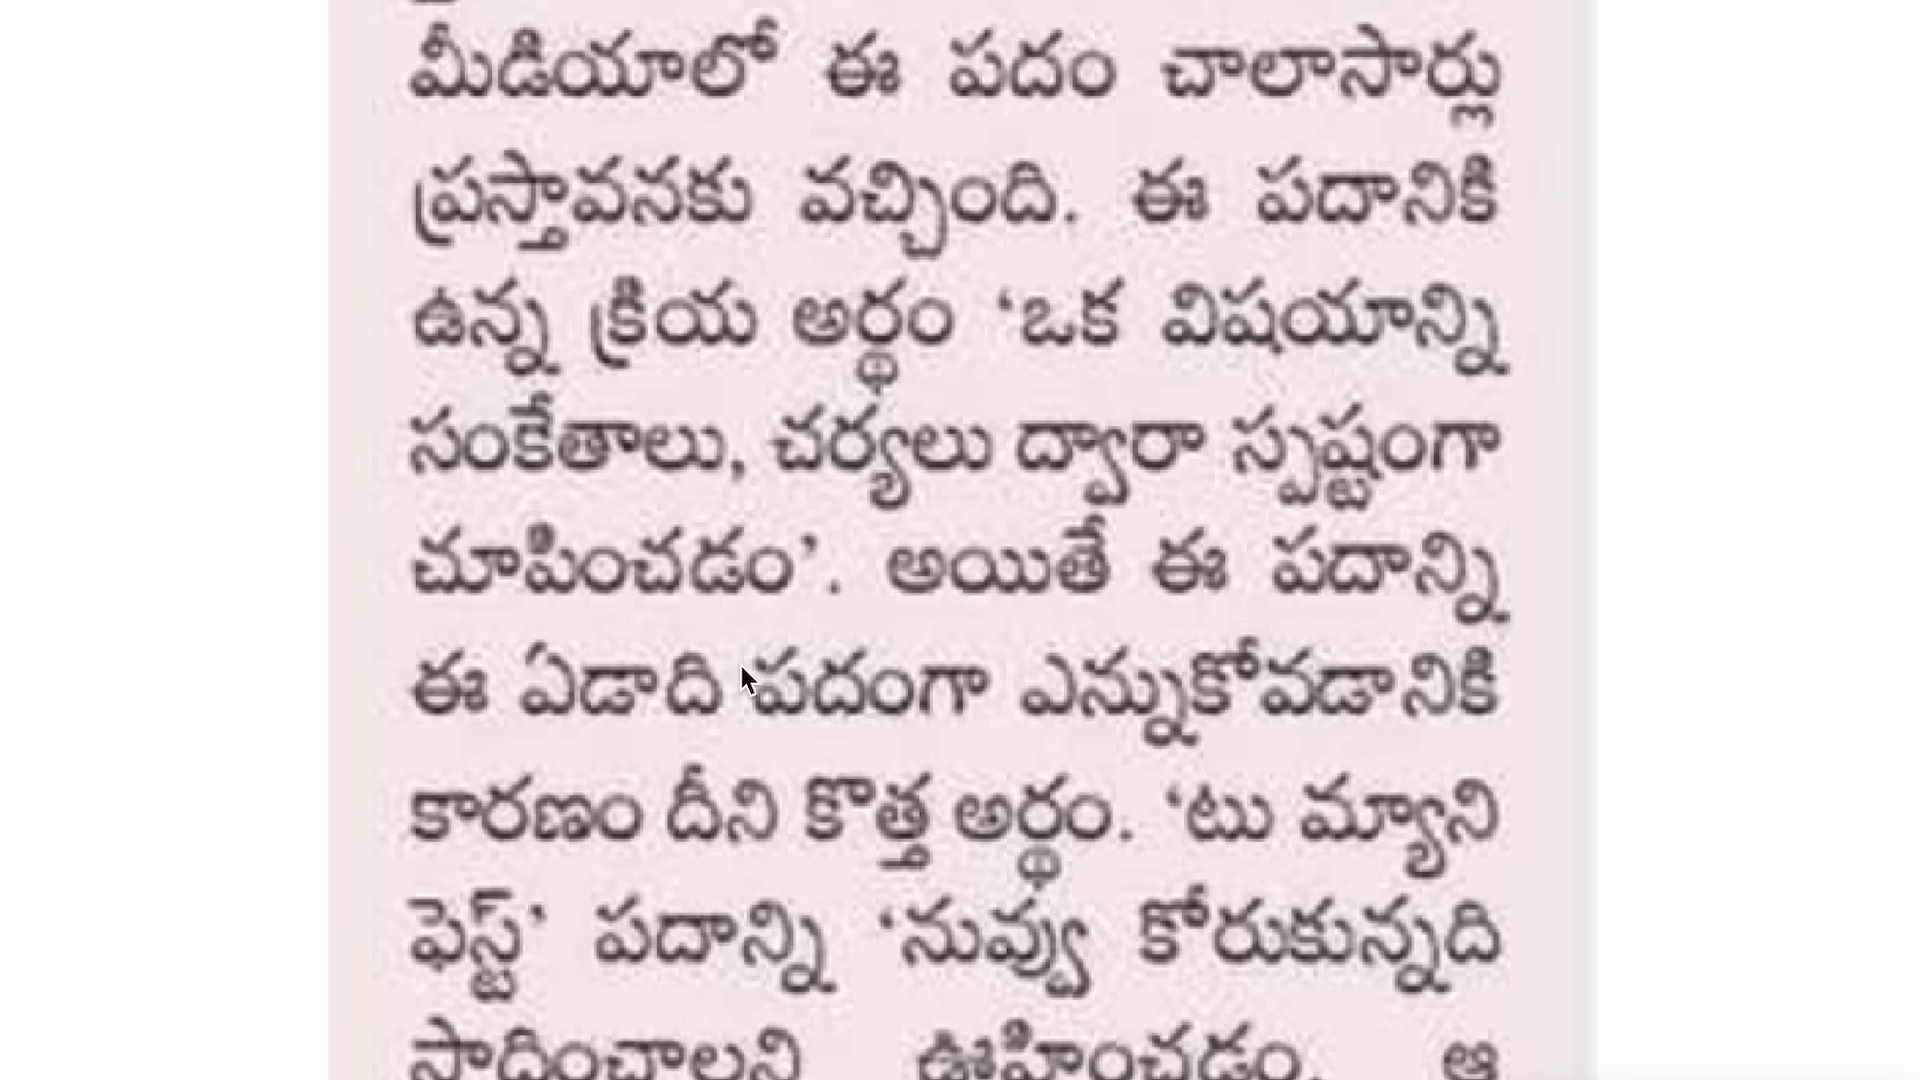 మీడియాలో ఈ పదం చాలాసార్లు
ప్రస్తావనకు వచ్చింది. ఈ పదానికి
ఉన్న క్రియ అర్థం ‘ఒక విషయాన్ని
సంకేతాలు, చర్యలు ద్వారా స్పష్టంగా
చూపించడం’. అయితే ఈ పదాన్ని
ఈ ఏడాది పదంగా ఎన్నుకోవడానికి
కారణం దీని కొత్త అర్థం. ‘టు మ్యాని
ఫెస్ట్’ పదాన్ని ‘నువ్వు కోరుకున్నది
సాధించాలని ఊహించడం, ఆ